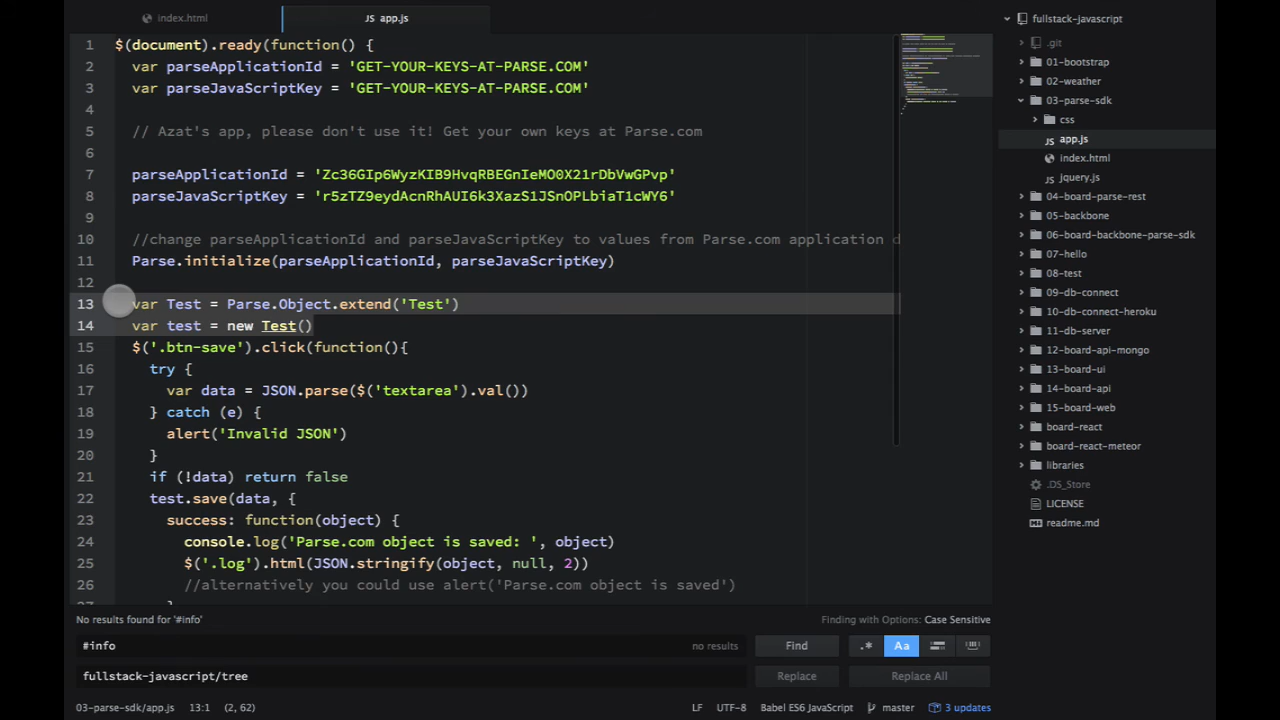 index.html
JS app.js
fullstack-javascript
1 $(document).ready(function() {
.git
2 var parseApplicationId = 'GET-YOUR-KEYS-AT-PARSE.COM'
01-bootstrap
3 var parseJavaScriptKey = 'GET-YOUR-KEYS-AT-PARSE.COM'
02-weather
4
03-parse-sdk
5 // Azat's app, please don't use it! Get your own keys at Parse.com
css
6
JS app.js
7 parseApplicationId = 'Zc36GIp6WyzKIB9HvqRBEGnIeMO0X21rDbVwGPvp'
index.html
8 parseJavaScriptKey = 'r5zTZ9eydAcnRhAUI6k3XazS1JSnOPLbiaT1cWY6'
JS jquery.js
9
04-board-parse-rest
10 //change parseApplicationId and parseJavaScriptKey to values from Parse.com application d
05-backbone
11 Parse.initialize(parseApplicationId, parseJavaScriptKey)
06-board-backbone-parse-sdk
12
07-hello
13 var Test = Parse.Object.extend('Test')
08-test
14 var test = new Test()
09-db-connect
15 $('.btn-save').click(function(){
10-db-connect-heroku
16 try {
11-db-server
17 var data = JSON.parse($('textarea').val())
12-board-api-mongo
18 } catch (e) {
13-board-ui
19 alert('Invalid JSON')
14-board-api
20 }
15-board-web
21 if (!data) return false
board-react
22 test.save(data, {
board-react-meteor
23 success: function(object) {
libraries
24 console.log('Parse.com object is saved: ', object)
.DS_Store
25 $('.log').html(JSON.stringify(object, null, 2))
LICENSE
26 //alternatively you could use alert('Parse.com object is saved')
readme.md
27 }
No results found for '#info'
Finding with Options: Case Sensitive
#info
no results
Find
.*
Aa
fullstack-javascript/tree
Replace
Replace All
03-parse-sdk/app.js 13:1 (2, 62)
LF UTF-8 Babel ES6 JavaScript master 3 updates